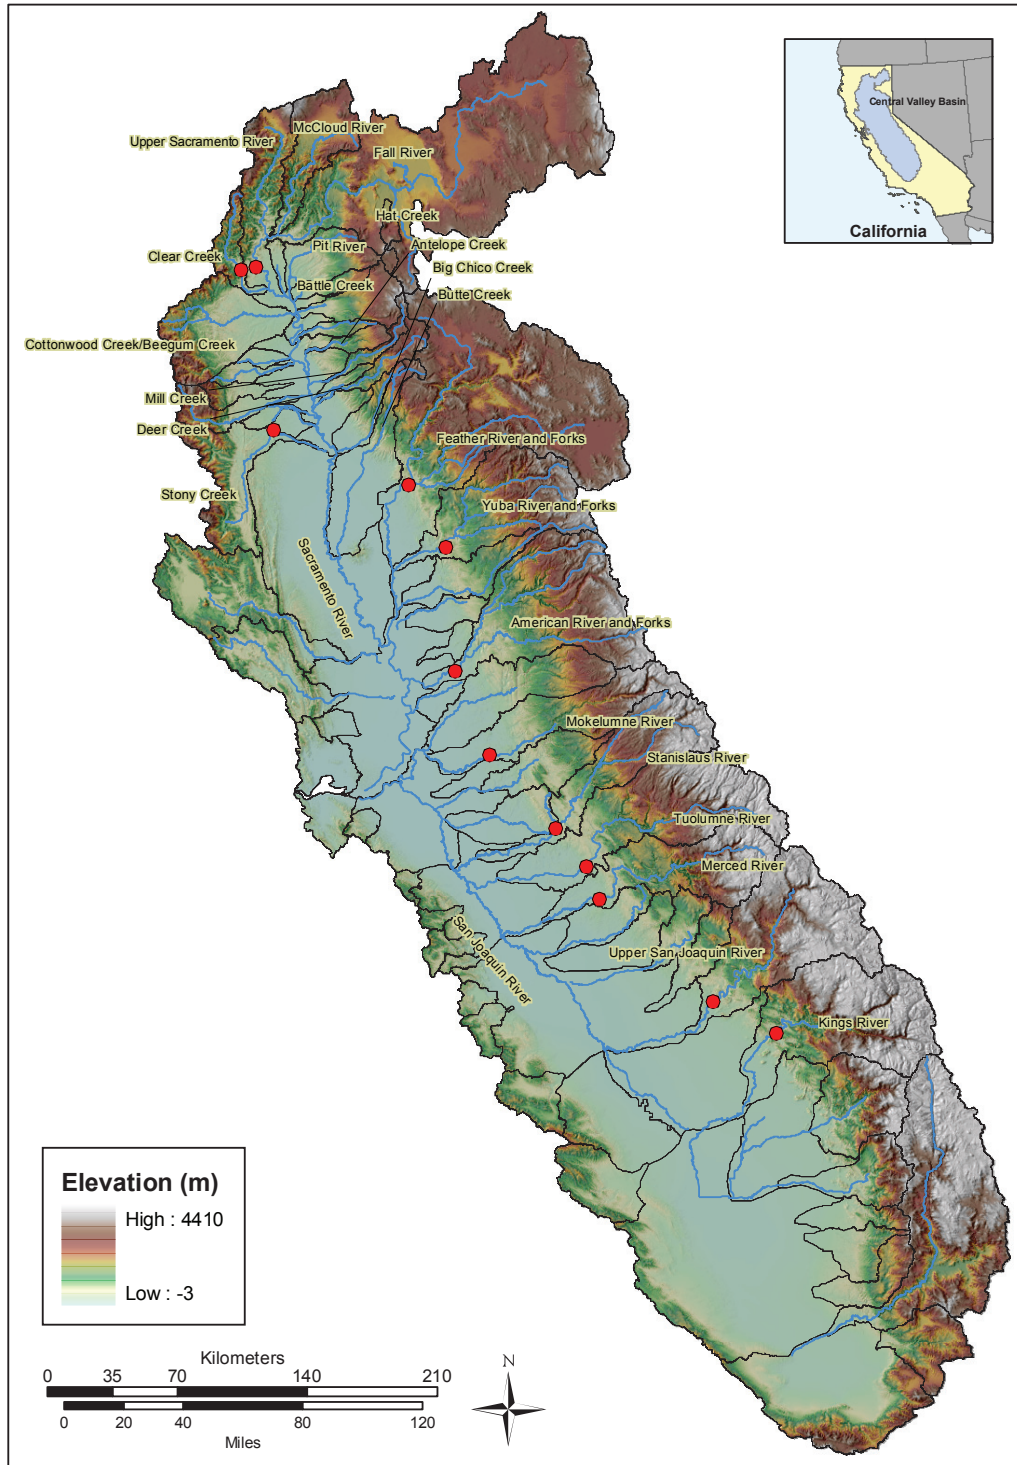 Central Valley Basin
California
McCloud River
Upper Sacramento River
Fall River
Hat Creek
Pit River
Antelope Creek
Clear Creek
Big Chico Creek
Battle Creek
Butte Creek
Cottonwood Creek/Beegum Creek
Mill Creek
Deer Creek
Feather River and Forks
Stony Creek
Yuba River and Forks
Sacramento River
American River and Forks
Mokelumne River
Stanislaus River
Tuolumne River
Merced River
San Joaquin River
Upper San Joaquin River
Kings River
Elevation (m)
High : 4410
Low : -3
Kilometers
0 35 70 140 210
0 20 40 80 120
Miles
N